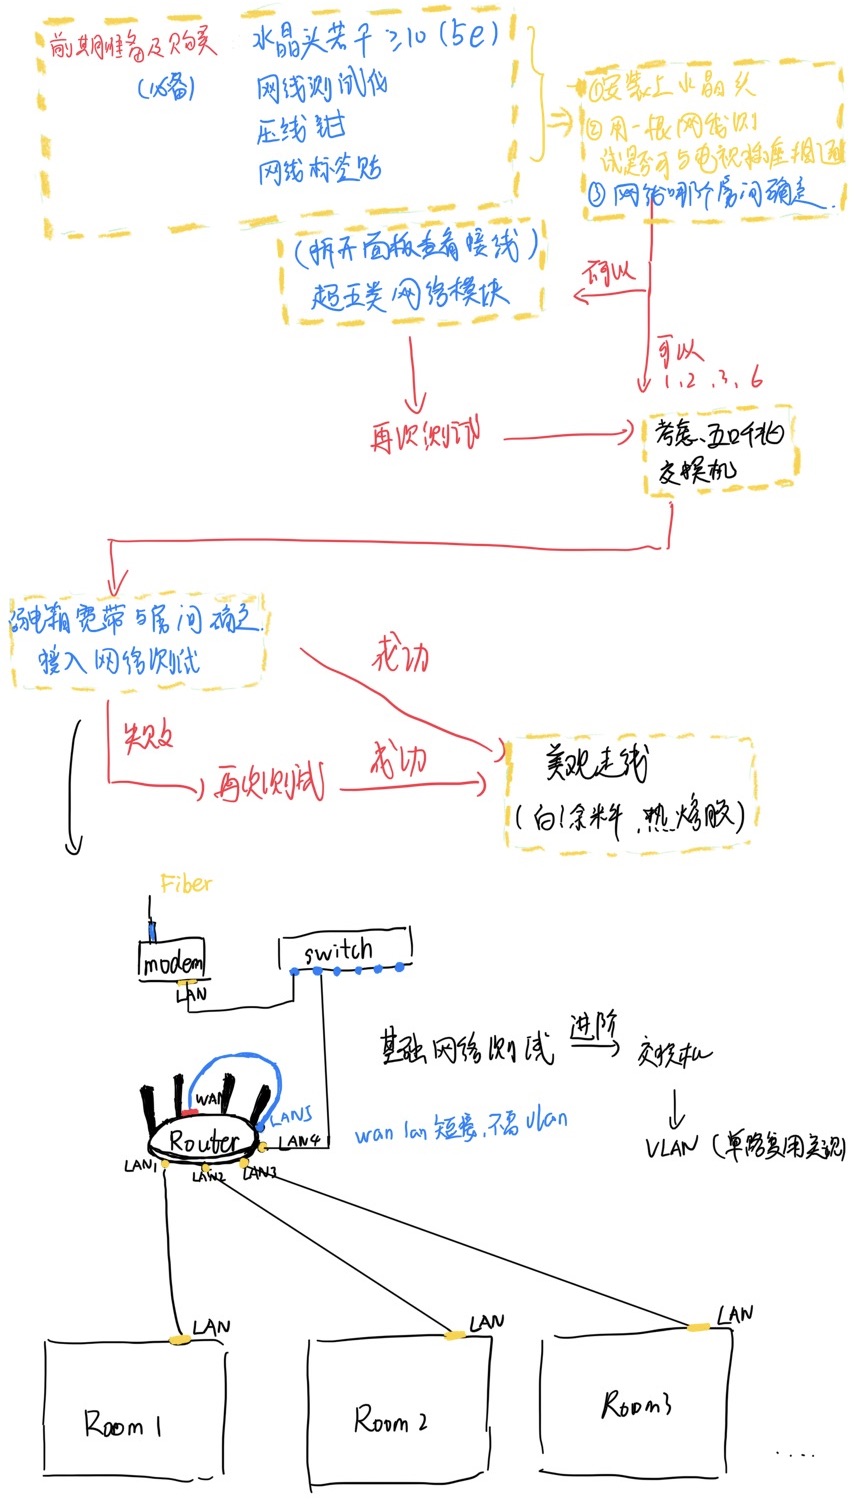 前期准备及购买
(必备)
水晶头若干 ≥10 (5e)
网线测试仪
压线钳
网线标签贴
①安装上水晶头
②用一根网线测
试是否可与电视插座相通
③网络哪个房间确定.
(拆开面板查看接线)
超五类网络模块
不可以
可以
1、2、3、6
再次测试
考虑、五口千兆
交换机
弱电箱宽带与房间确定.
接入网络测试
成功
失败
再次测试
成功
美观走线
(白涂料、热熔胶)
Fiber
modem
LAN
switch
基础网络测试
进阶
交换机
WAN
LAN5
Router
LAN4
wan lan 短接,不需 vlan
VLAN (单路复用实现)
LAN1
LAN2
LAN3
LAN
LAN
LAN
Room 1
Room 2
Room3
....